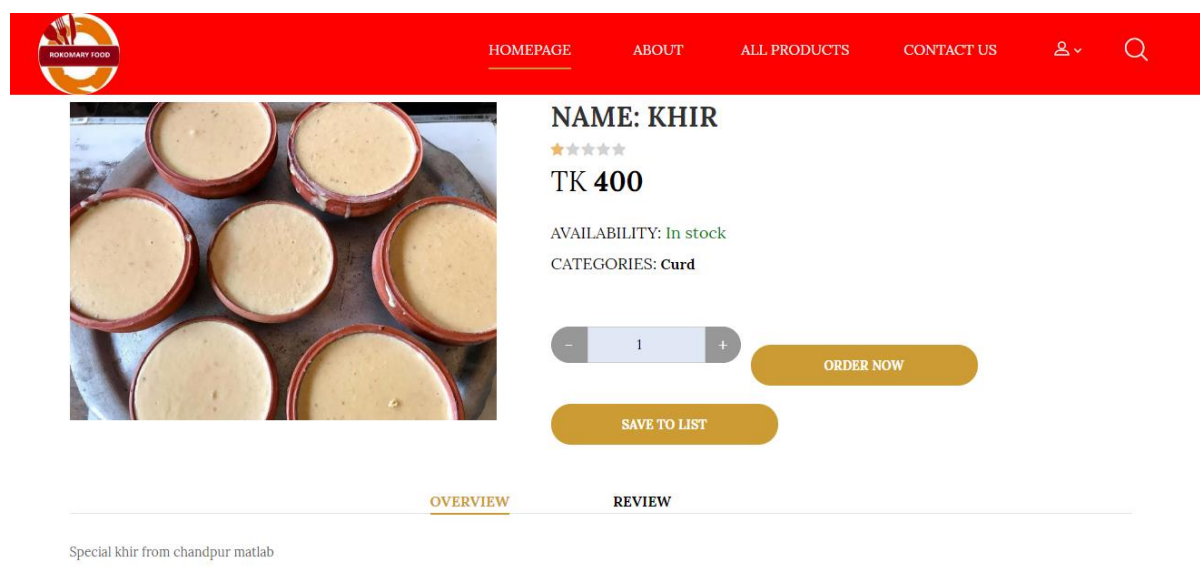 ROKOMARY FOOD
HOMEPAGE ABOUT ALL PRODUCTS CONTACT US
NAME: KHIR
TK 400
AVAILABILITY: In stock
CATEGORIES: Curd
- 1 +
ORDER NOW
SAVE TO LIST
OVERVIEW REVIEW
Special khir from chandpur matlab